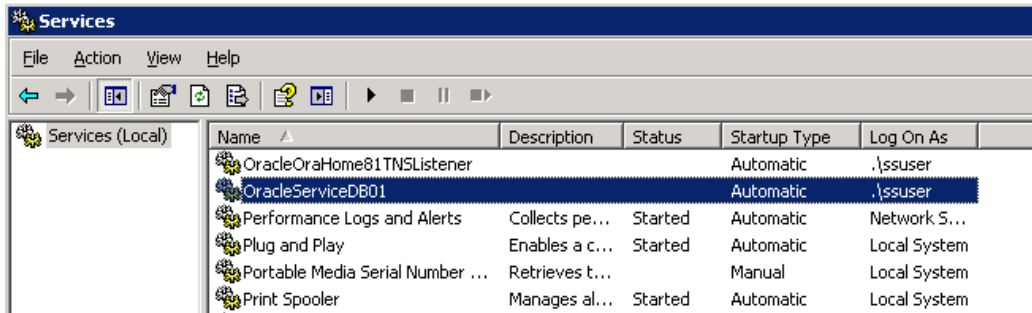 Services
File Action View Help
Services (Local)
Name Description Status Startup Type Log On As
OracleOraHome81TNSListener Automatic .\ssuser
OracleServiceDB01 Automatic .\ssuser
Performance Logs and Alerts Collects pe... Started Automatic Network S...
Plug and Play Enables a c... Started Automatic Local System
Portable Media Serial Number ... Retrieves t... Manual Local System
Print Spooler Manages al... Started Automatic Local System